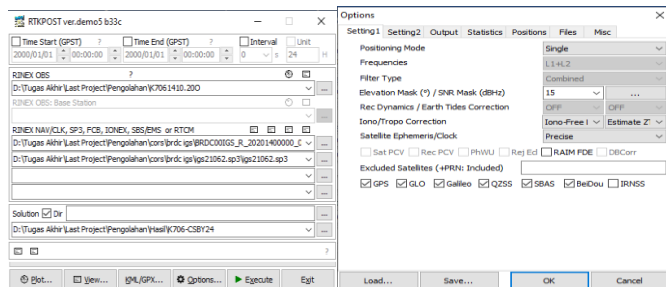 RTKPOST ver.demo5 b33c
Time Start (GPST) ? Time End (GPST) ? Interval Unit
2000/01/01 00:00:00 2000/01/01 00:00:00 0 s 24 H
RINEX OBS ?
D:\Tugas Akhir\Last Project\Pengolahan\K7061410.20O
RINEX OBS: Base Station
RINEX NAV/CLK, SP3, FCB, IONEX, SBS/EMS or RTCM
D:\Tugas Akhir\Last Project\Pengolahan\cors\brdc igs\BRDC00IGS_R_20201400000_
D:\Tugas Akhir\Last Project\Pengolahan\cors\brdc igs\igs21062.sp3\igs21062.sp3
Solution Dir
D:\Tugas Akhir\Last Project\Pengolahan\Hasil\K706-CSBY24
?
Plot... View... KML/GPX... Options... Execute Exit
Options
Setting1 Setting2 Output Statistics Positions Files Misc
Positioning Mode Single
Frequencies L1+L2
Filter Type Combined
Elevation Mask (°) / SNR Mask (dBHz) 15 ...
Rec Dynamics / Earth Tides Correction OFF OFF
Iono/Tropo Correction Iono-Free Estimate
Satellite Ephemeris/Clock Precise
Sat PCV Rec PCV PhWU Rej Ed RAIM FDE DBCorr
Excluded Satellites (+PRN: Included)
GPS GLO Galileo QZSS SBAS BeiDou IRNSS
Load... Save... OK Cancel